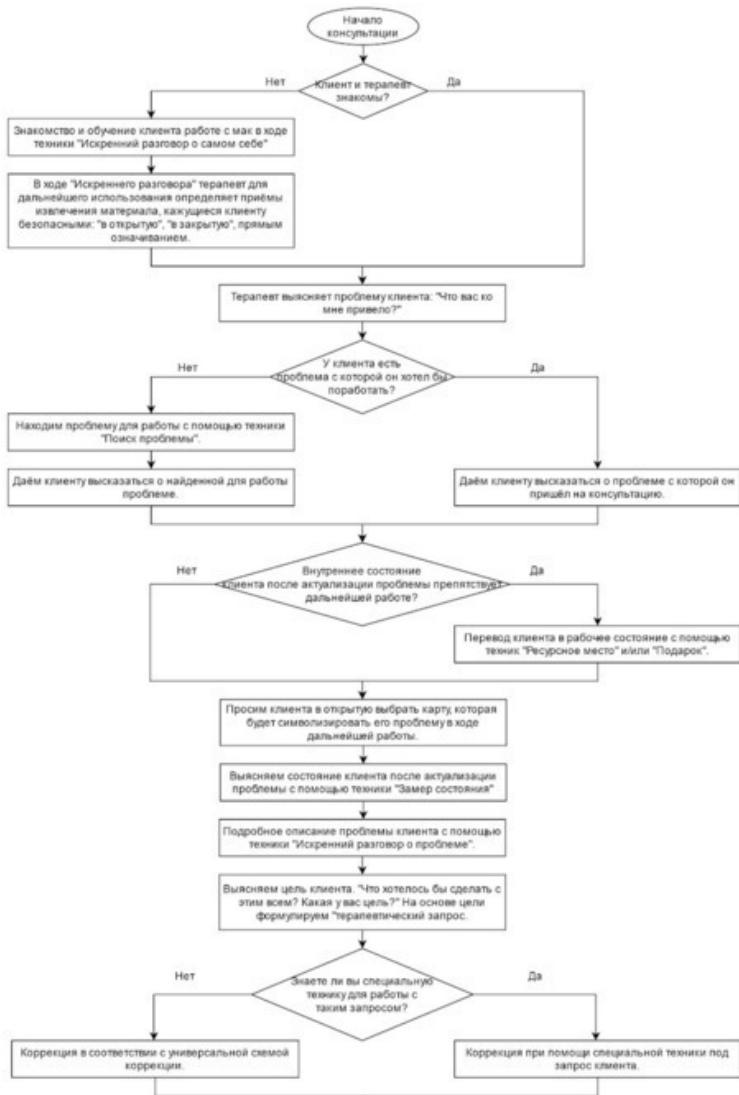 Начало
консультации
Нет
Клиент и терапевт
знакомы?
Да
Знакомство и обучение клиента работе с мак в ходе
техники "Искренний разговор о самом себе"
В ходе "Искреннего разговора" терапевт для
дальнейшего использования определяет приёмы
извлечения материала, кажущиеся клиенту
безопасными: "в открытую", "в закрытую", прямым
означиванием.
Терапевт выясняет проблему клиента: "Что вас ко
мне привело?"
Нет
У клиента есть
проблема с которой он хотел бы
поработать?
Да
Находим проблему для работы с помощью техники
"Поиск проблемы".
Даём клиенту высказаться о найденной для работы
проблеме.
Даём клиенту высказаться о проблеме с которой он
пришёл на консультацию.
Нет
Внутреннее состояние
клиента после актуализации проблемы препятствует
дальнейшей работе?
Да
Перевод клиента в рабочее состояние с помощью
техник "Ресурсное место" и/или "Подарок".
Просим клиента в открытую выбрать карту, которая
будет символизировать его проблему в ходе
дальнейшей работы.
Выясняем состояние клиента после актуализации
проблемы с помощью техники "Замер состояния"
Подробное описание проблемы клиента с помощью
техники "Искренний разговор о проблеме".
Выясняем цель клиента. "Что хотелось бы сделать с
этим всем? Какая у вас цель?" На основе цели
формулируем "терапевтический запрос.
Нет
Знаете ли вы специальную
технику для работы с
таким запросом?
Да
Коррекция в соответствии с универсальной схемой
коррекции.
Коррекция при помощи специальной техники под
запрос клиента.